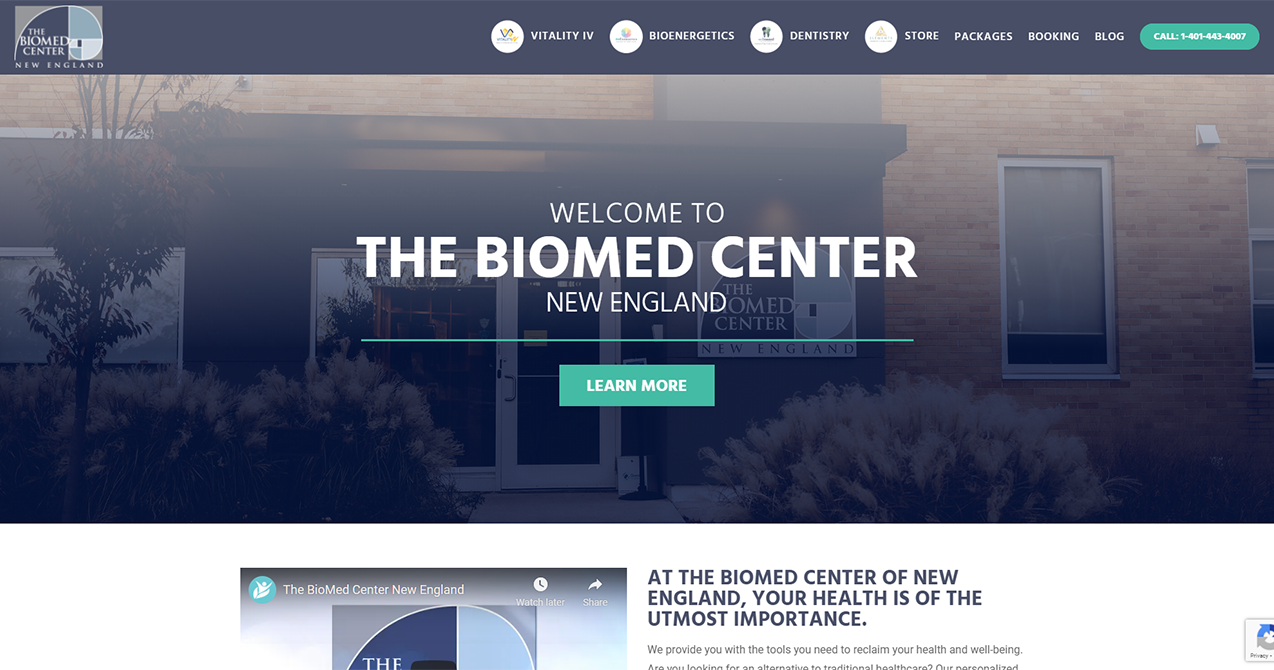 THE
BIOMED
CENTER
NEW ENGLAND
VITALITY IV
BIOENERGETICS
DENTISTRY
STORE
PACKAGES
BOOKING
BLOG
CALL: 1-401-443-4007
WELCOME TO
THE BIOMED CENTER
NEW ENGLAND
THE
BIOMED
CENTER
NEW ENGLAND
LEARN MORE
The BioMed Center New England
Watch later
Share
THE
AT THE BIOMED CENTER OF NEW
ENGLAND, YOUR HEALTH IS OF THE
UTMOST IMPORTANCE.
We provide you with the tools you need to reclaim your health and well-being.
Are you looking for an alternative to traditional healthcare? Our personalized
Privacy